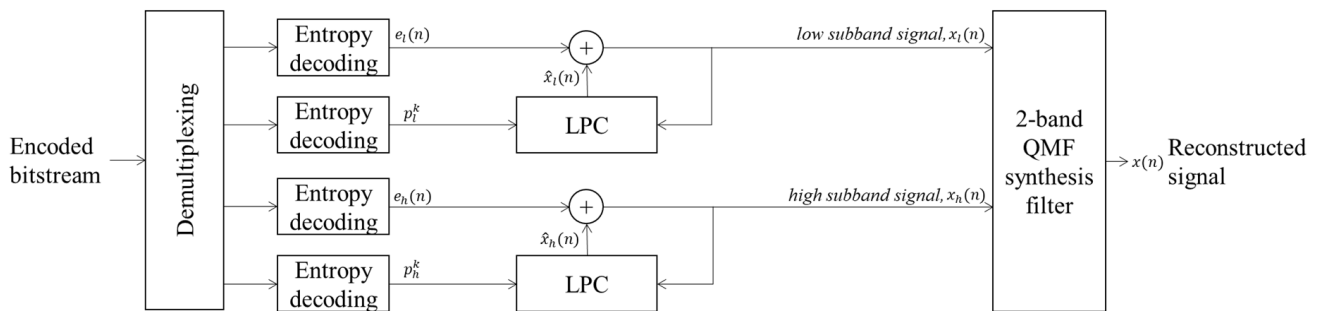 Encoded
bitstream
Demultiplexing
Entropy
decoding
e_l(n)
+
low subband signal, x_l(n)
x̂_l(n)
Entropy
decoding
p_l^k
LPC
Entropy
decoding
e_h(n)
+
high subband signal, x_h(n)
x̂_h(n)
Entropy
decoding
p_h^k
LPC
2-band
QMF
synthesis
filter
x(n)
Reconstructed
signal